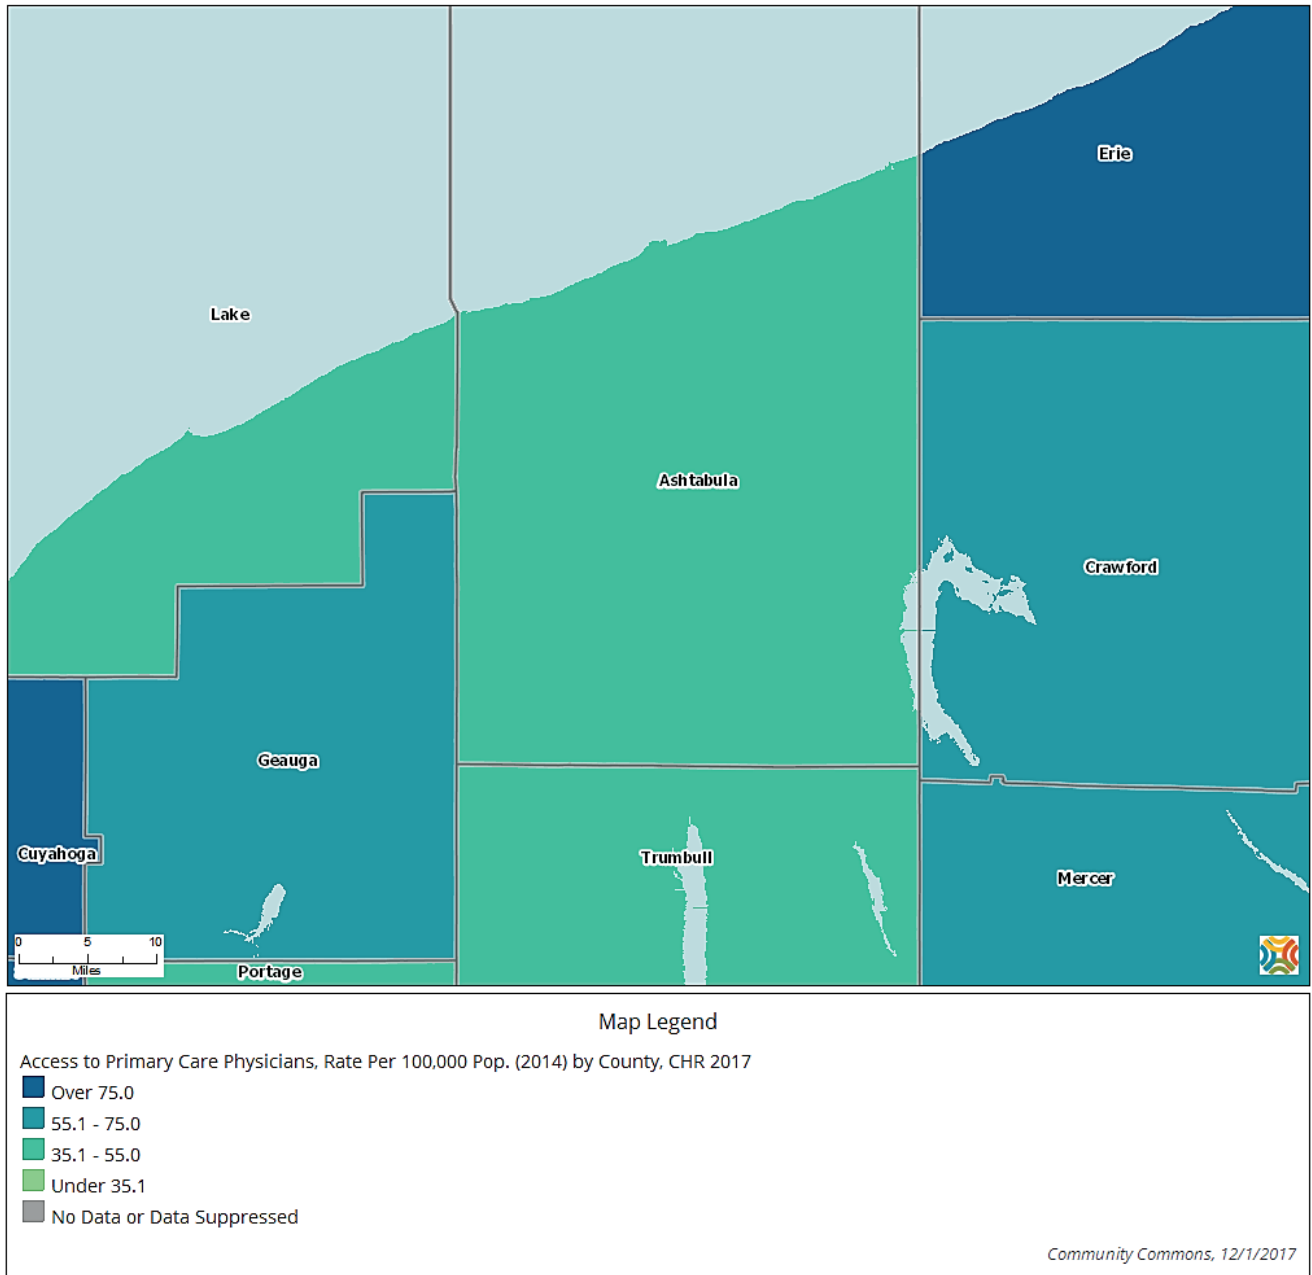 Erie
Lake
Ashtabula
Crawford
Geauga
Cuyahoga
Trumbull
Mercer
0 5 10
Miles
Portage
Map Legend
Access to Primary Care Physicians, Rate Per 100,000 Pop. (2014) by County, CHR 2017
Over 75.0
55.1 - 75.0
35.1 - 55.0
Under 35.1
No Data or Data Suppressed
Community Commons, 12/1/2017